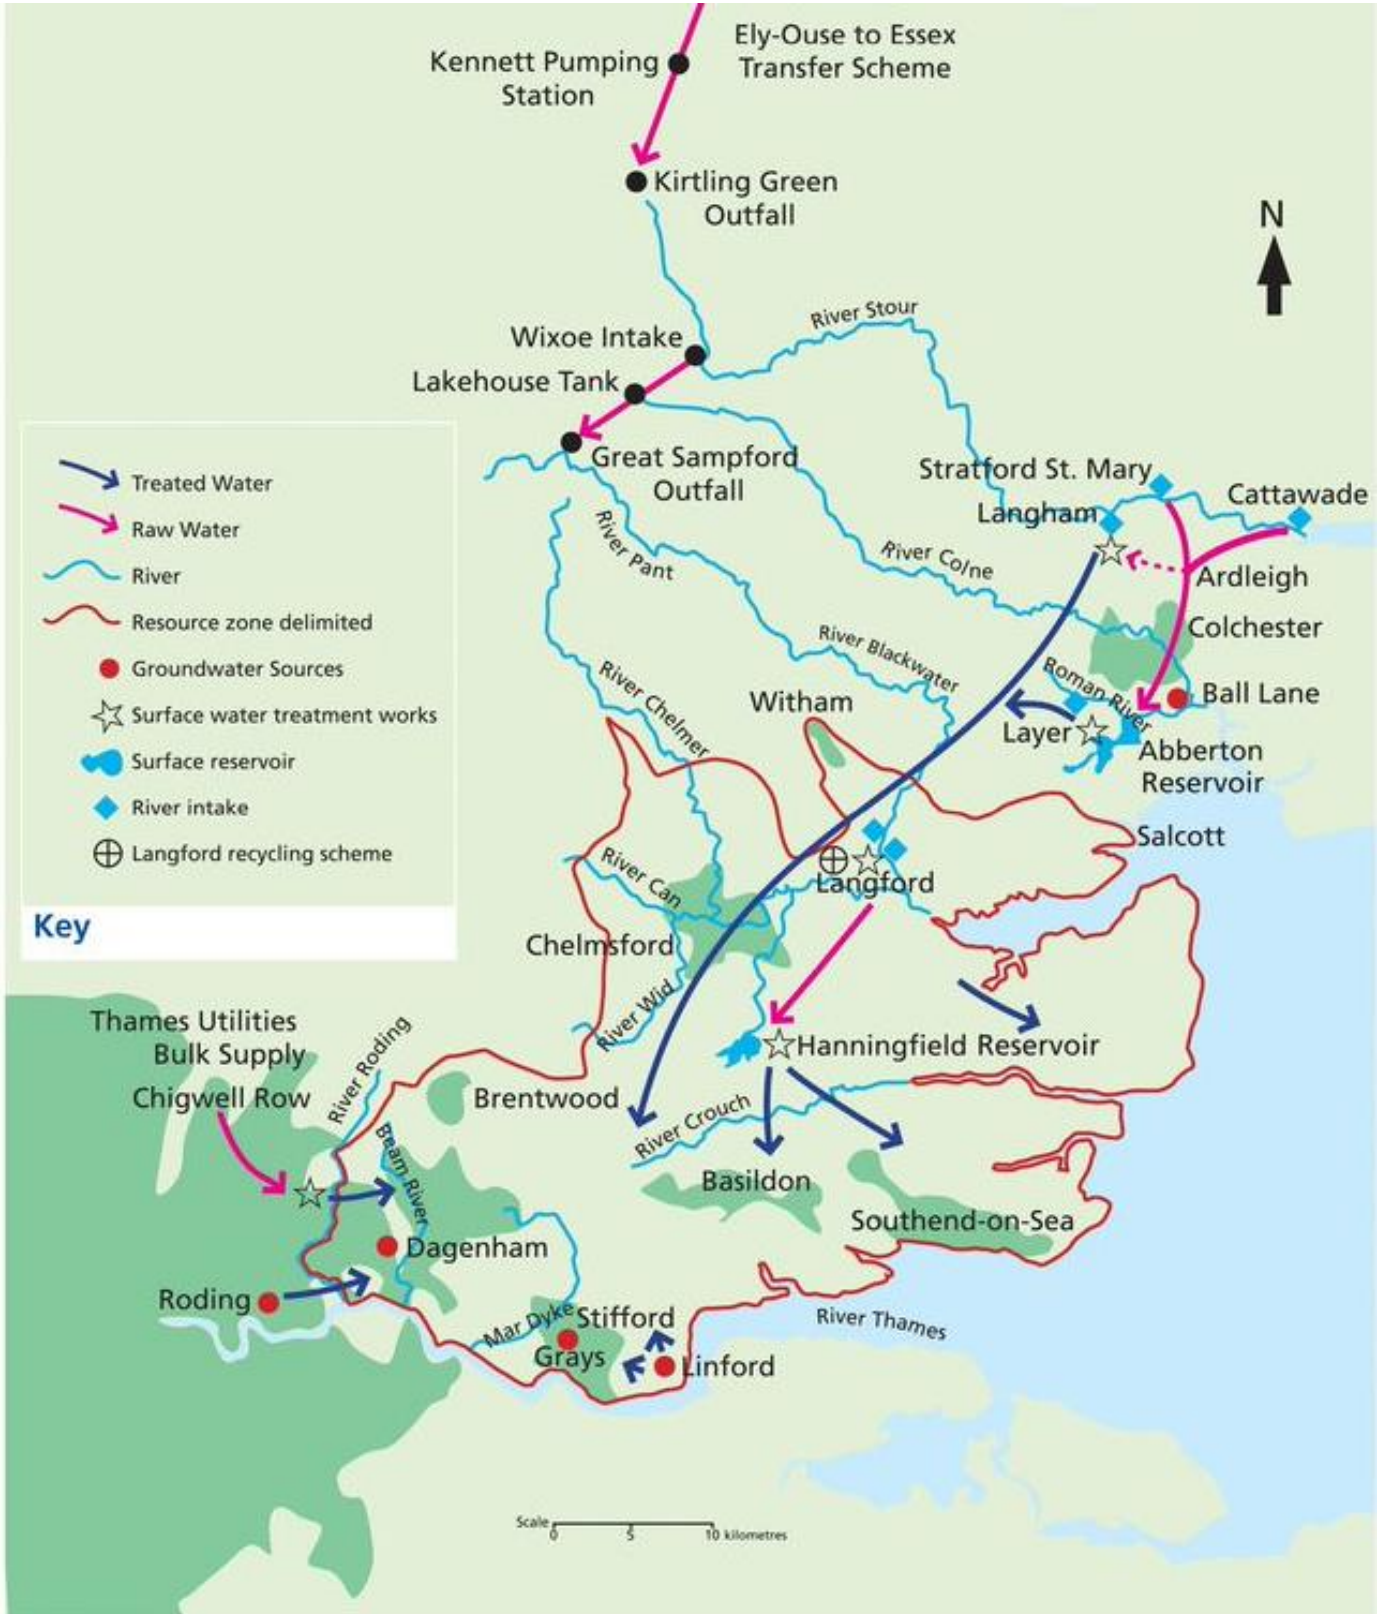 Ely-Ouse to Essex
Transfer Scheme
Kennett Pumping
Station
Kirtling Green
Outfall
N
River Stour
Wixoe Intake
Lakehouse Tank
Great Sampford
Outfall
Stratford St. Mary
Cattawade
Langham
Ardleigh
River Pant
River Colne
Colchester
River Blackwater
Roman River
Ball Lane
River Chelmer
Witham
Layer
Abberton
Reservoir
Salcott
Treated Water
Raw Water
River
Resource zone delimited
Groundwater Sources
Surface water treatment works
Surface reservoir
River intake
Langford recycling scheme
Key
River Can
Langford
Chelmsford
River Wid
Hanningfield Reservoir
Thames Utilities
Bulk Supply
Chigwell Row
River Roding
Brentwood
River Crouch
Beam River
Basildon
Southend-on-Sea
Dagenham
Roding
Mar Dyke
Stifford
Grays
Linford
River Thames
Scale
0 5 10 kilometres